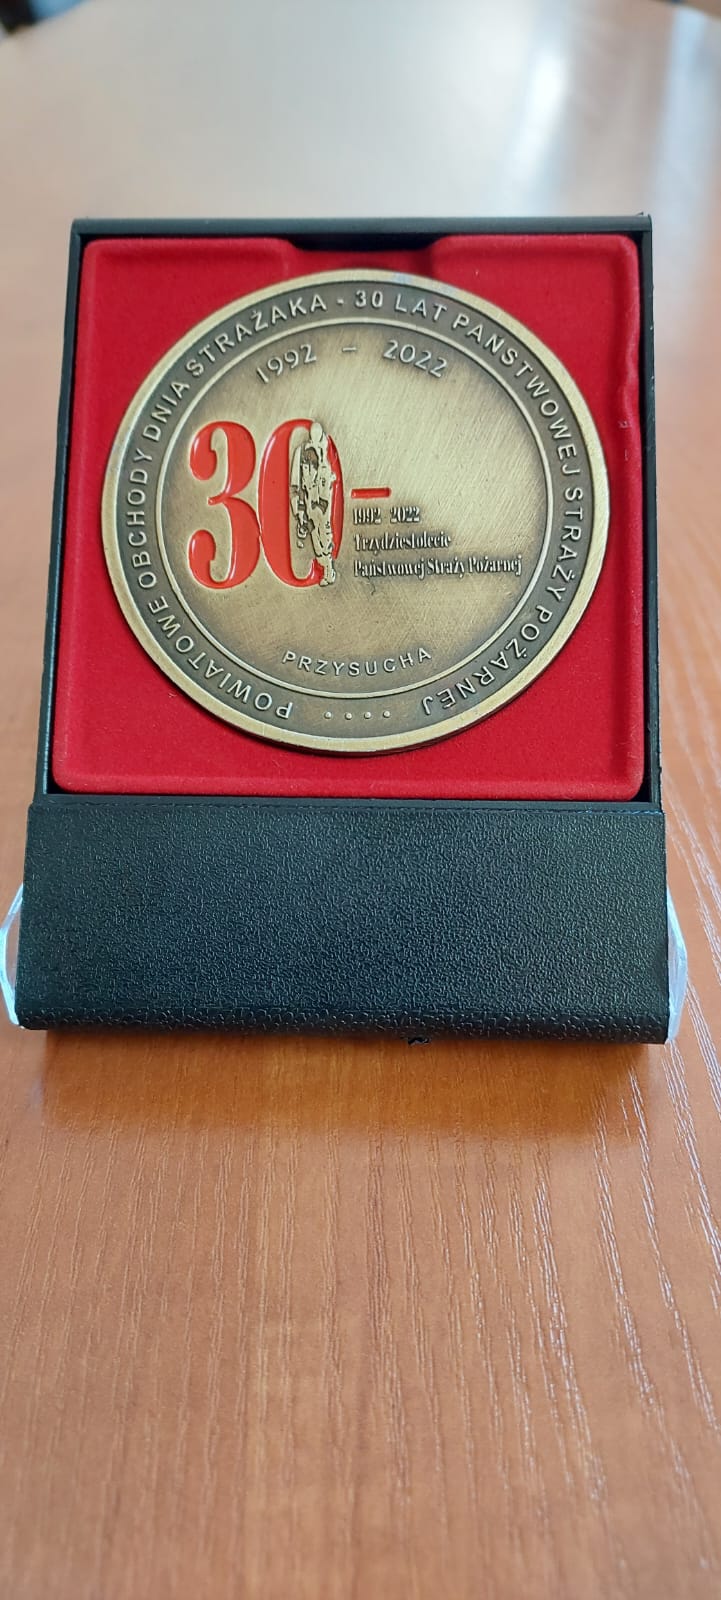 POWIATOWE OBCHODY DNIA STRAŻAKA - 30 LAT PAŃSTWOWEJ STRAŻY POŻARNEJ
1992 - 2022
30
1992-2022
Trzydziestolecie
Państwowej Straży Pożarnej
PRZYSUCHA